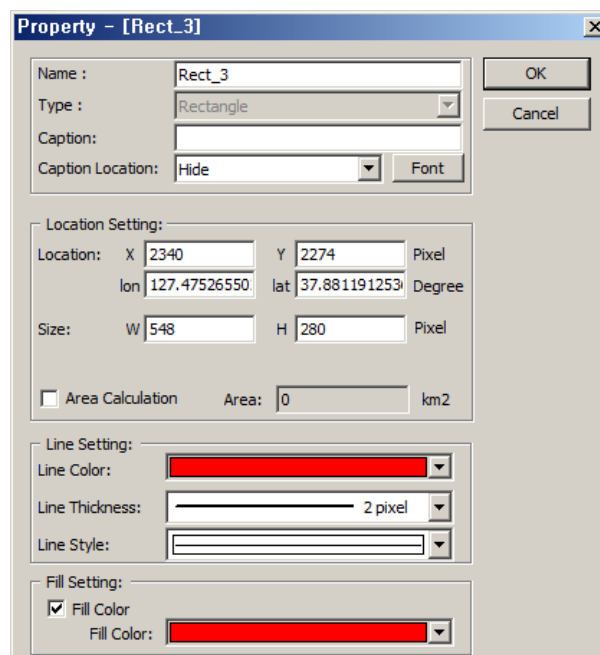 Property - [Rect_3]
Name : Rect_3 OK
Type : Rectangle Cancel
Caption:
Caption Location: Hide Font
Location Setting:
Location: X 2340 Y 2274 Pixel
lon 127.47526550 lat 37.8811912536 Degree
Size: W 548 H 280 Pixel
Area Calculation Area: 0 km2
Line Setting:
Line Color:
Line Thickness: 2 pixel
Line Style:
Fill Setting:
Fill Color
Fill Color: